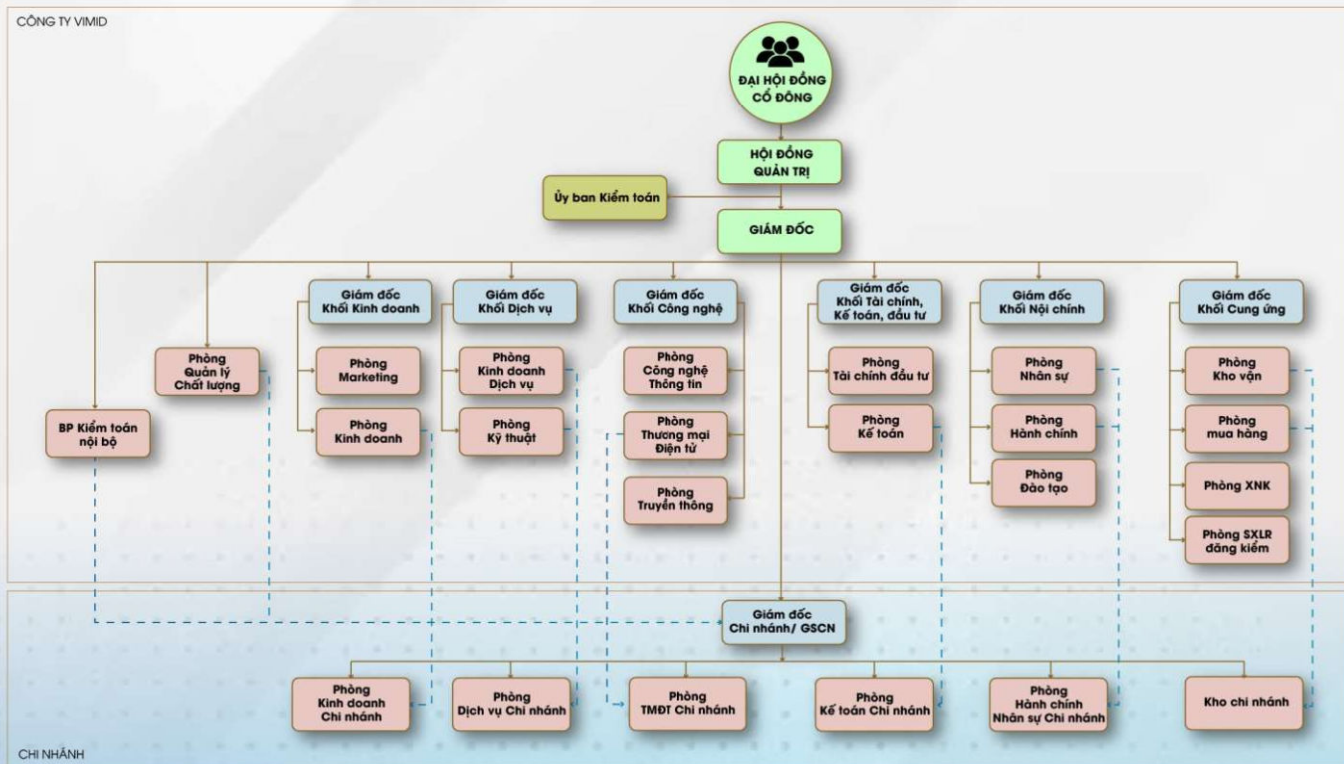 CÔNG TY VIMID
ĐẠI HỘI ĐỒNG
CỔ ĐÔNG
HỘI ĐỒNG
QUẢN TRỊ
Ủy ban Kiểm toán
GIÁM ĐỐC
Giám đốc
Khối Kinh doanh
Giám đốc
Khối Dịch vụ
Giám đốc
Khối Công nghệ
Giám đốc
Khối Tài chính,
Kế toán, đầu tư
Giám đốc
Khối Nội chính
Giám đốc
Khối Cung ứng
BP Kiểm toán
nội bộ
Phòng
Quản lý
Chất lượng
Phòng
Marketing
Phòng
Kinh doanh
Phòng
Kinh doanh
Dịch vụ
Phòng
Kỹ thuật
Phòng
Công nghệ
Thông tin
Phòng
Thương mại
Điện tử
Phòng
Truyền thông
Phòng
Tài chính đầu tư
Phòng
Kế toán
Phòng
Nhân sự
Phòng
Hành chính
Phòng
Đào tạo
Phòng
Kho vận
Phòng
mua hàng
Phòng XNK
Phòng SXLR
đăng kiểm
Giám đốc
Chi nhánh/ GSCN
Phòng
Kinh doanh
Chi nhánh
Phòng
Dịch vụ Chi nhánh
Phòng
TMĐT Chi nhánh
Phòng
Kế toán Chi nhánh
Phòng
Hành chính
Nhân sự Chi nhánh
Kho chi nhánh
CHI NHÁNH